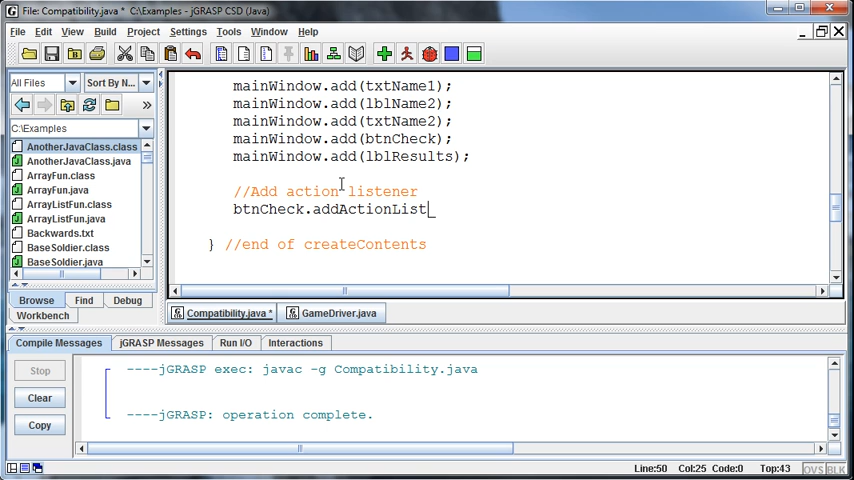 File: Compatibility.java * C:\Examples - jGRASP CSD (Java)
File Edit View Build Project Settings Tools Window Help
All Files Sort By N...
C:\Examples
AnotherJavaClass.class
AnotherJavaClass.java
ArrayFun.class
ArrayFun.java
ArrayListFun.class
ArrayListFun.java
Backwards.txt
BaseSoldier.class
BaseSoldier.java
Browse Find Debug
Workbench
mainWindow.add(txtName1);
mainWindow.add(lblName2);
mainWindow.add(txtName2);
mainWindow.add(btnCheck);
mainWindow.add(lblResults);
//Add action listener
btnCheck.addActionList
} //end of createContents
Compatibility.java * GameDriver.java
Compile Messages jGRASP Messages Run I/O Interactions
Stop
Clear
Copy
----jGRASP exec: javac -g Compatibility.java
----jGRASP: operation complete.
Line:50 Col:25 Code:0 Top:43 OVS BLK